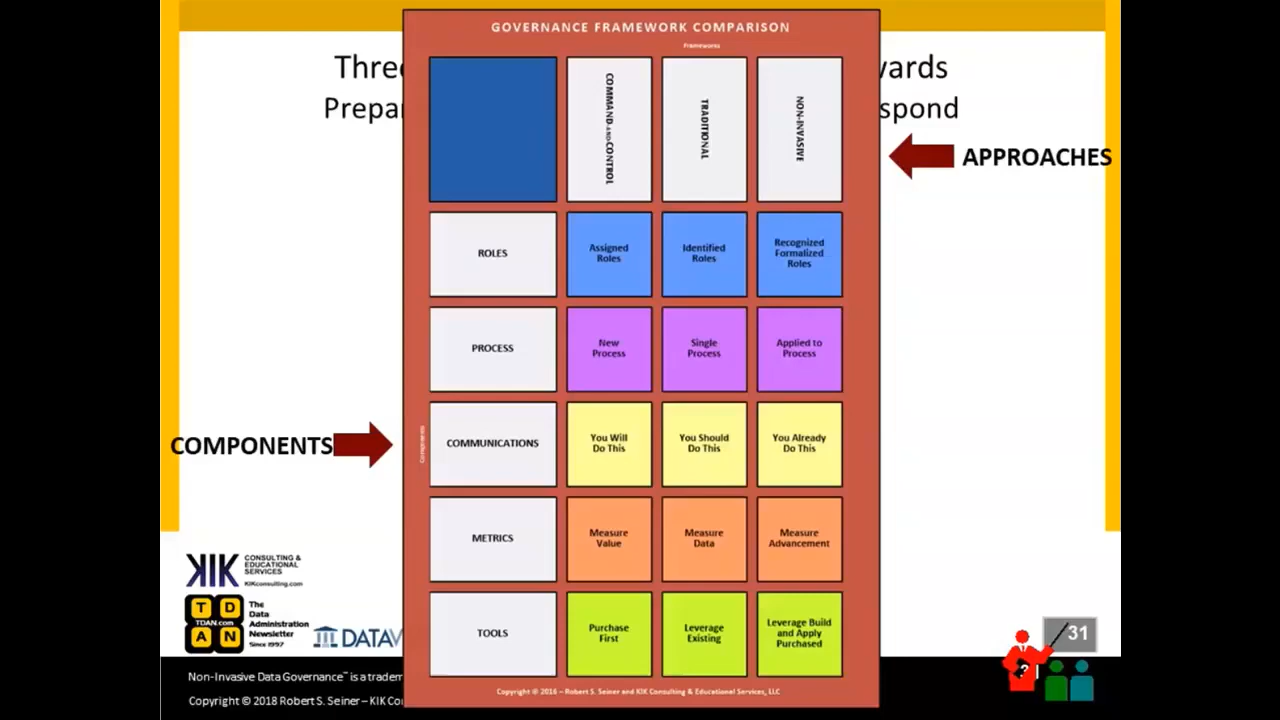 GOVERNANCE FRAMEWORK COMPARISON
Frameworks
Three
wards
Prepar
spond
COMMAND AND CONTROL
TRADITIONAL
NON-INVASIVE
APPROACHES
ROLES
Assigned
Roles
Identified
Roles
Recognized
Formalized
Roles
PROCESS
New
Process
Single
Process
Applied to
Process
COMPONENTS
Components
COMMUNICATIONS
You Will
Do This
You Should
Do This
You Already
Do This
METRICS
Measure
Value
Measure
Data
Measure
Advancement
TOOLS
Purchase
First
Leverage
Existing
Leverage Build
and Apply
Purchased
KIK
CONSULTING &
EDUCATIONAL
SERVICES
KIKconsulting.com
T D
TDAN.com
A N
The
Data
Administration
Newsletter
Since 1997
DATAV
31
Non-Invasive Data Governance™ is a tradem
Copyright © 2018 Robert S. Seiner – KIK Co
Copyright © 2016 – Robert S. Seiner and KIK Consulting & Educational Services, LLC